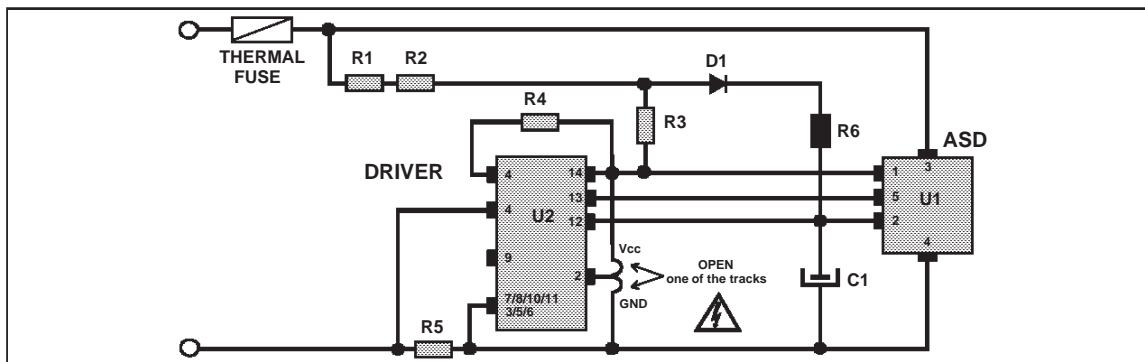 THERMAL
FUSE
R1
R2
D1
R4
R3
R6
ASD
DRIVER
4
14
1
3
U1
4
U2
13
5
12
2
4
9
Vcc
OPEN
one of the tracks
2
C1
7/8/10/11
3/5/6
GND
R5